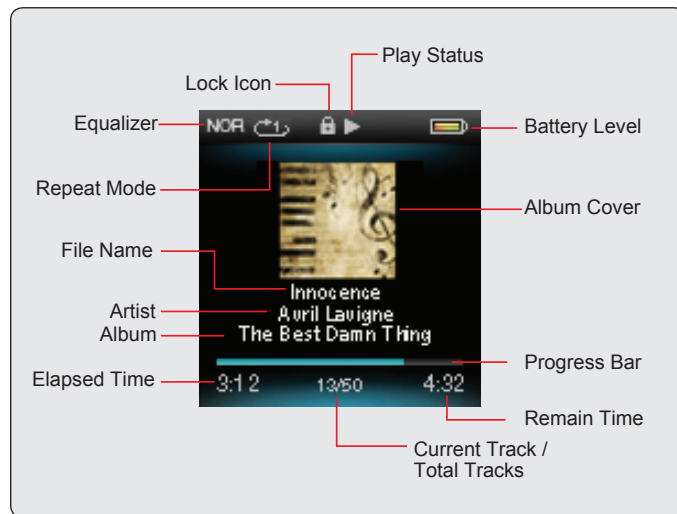 Play Status
Lock Icon
Equalizer
NOR
1
Battery Level
Repeat Mode
Album Cover
File Name
Innocence
Artist
Avril Lavigne
Album
The Best Damn Thing
Progress Bar
Elapsed Time
3:12
13/50
4:32
Remain Time
Current Track /
Total Tracks